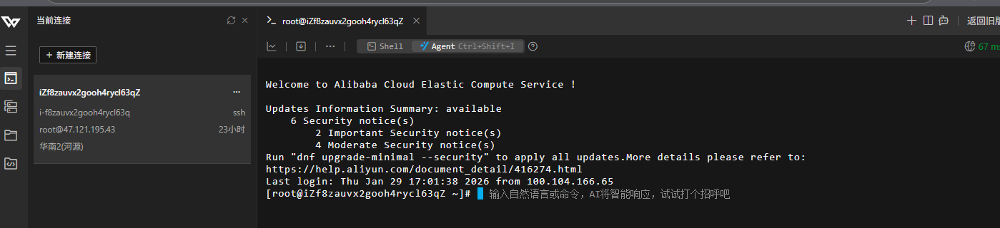 当前连接
root@iZf8zauvx2gooh4rycl63qZ
返回旧版
+ 新建连接
Shell
Agent Ctrl+Shift+I
67 ms
iZf8zauvx2gooh4rycl63qZ
i-f8zauvx2gooh4rycl63q ssh
root@47.121.195.43 23小时
华南2(河源)
Welcome to Alibaba Cloud Elastic Compute Service !
Updates Information Summary: available
6 Security notice(s)
2 Important Security notice(s)
4 Moderate Security notice(s)
Run "dnf upgrade-minimal --security" to apply all updates.More details please refer to:
https://help.aliyun.com/document_detail/416274.html
Last login: Thu Jan 29 17:01:38 2026 from 100.104.166.65
[root@iZf8zauvx2gooh4rycl63qZ ~]# 输入自然语言或命令，AI将智能响应，试试打个招呼吧